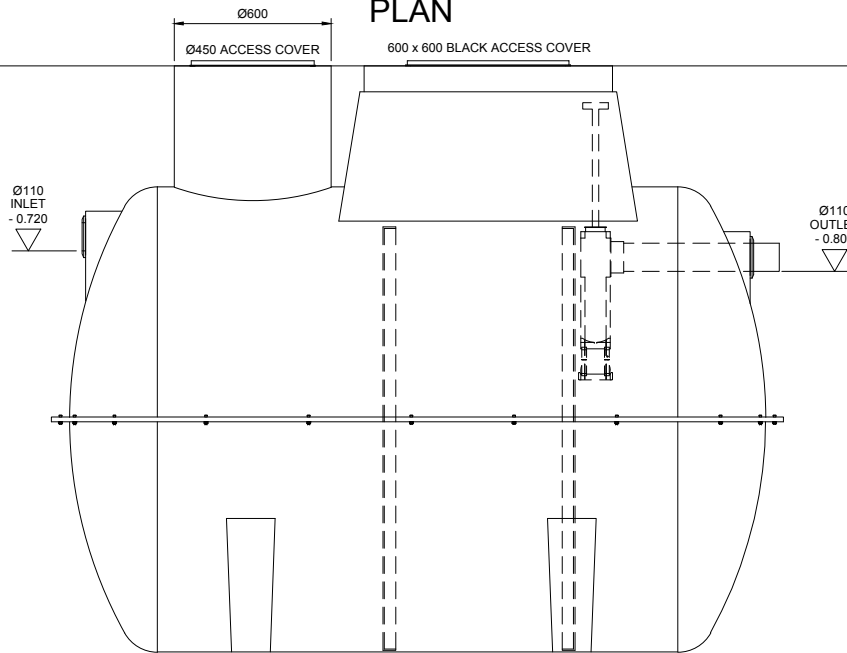 PLAN
Ø600
Ø450 ACCESS COVER
600 x 600 BLACK ACCESS COVER
Ø110
INLET
- 0.720
Ø110
OUTLE
- 0.80